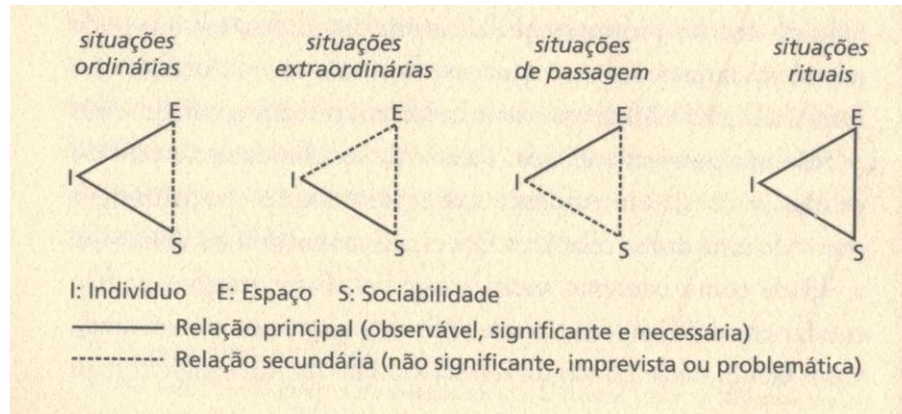 situações
ordinárias
situações
extraordinárias
situações
de passagem
situações
rituais
E
I
S
E
I
S
E
I
S
E
I
S
I: Indivíduo E: Espaço S: Sociabilidade
Relação principal (observável, significante e necessária)
Relação secundária (não significante, imprevista ou problemática)